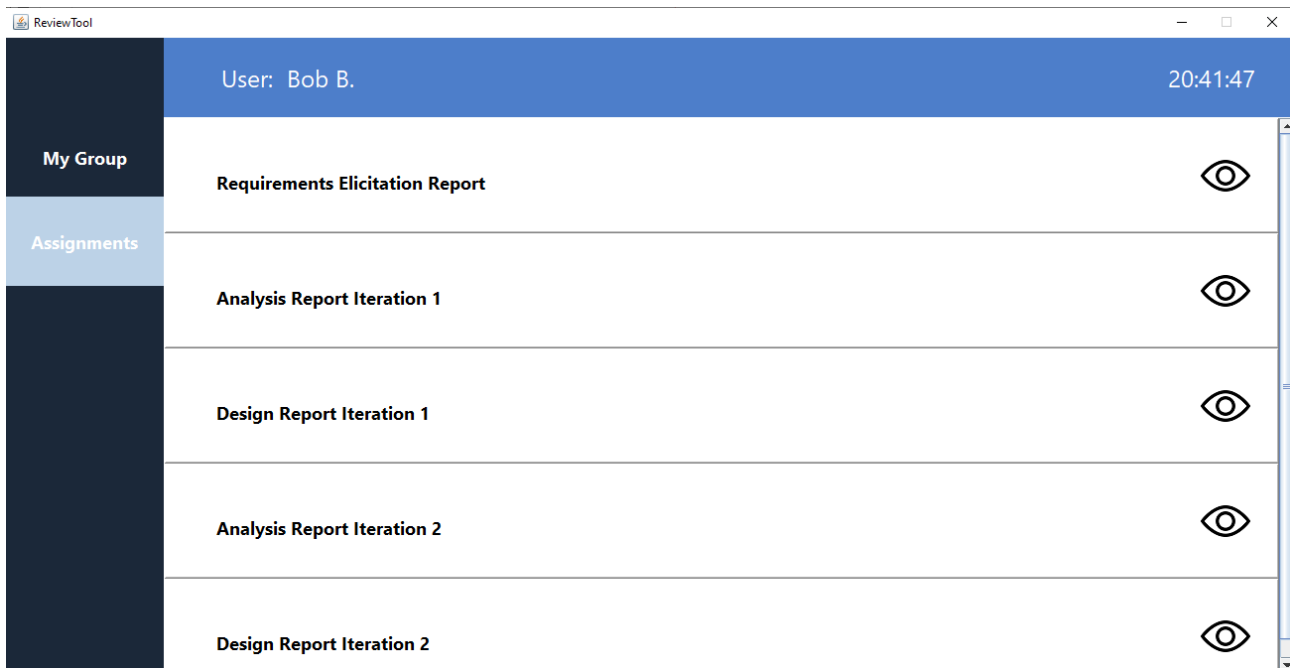 ReviewTool
User: Bob B.
20:41:47
My Group
Assignments
Requirements Elicitation Report
Analysis Report Iteration 1
Design Report Iteration 1
Analysis Report Iteration 2
Design Report Iteration 2